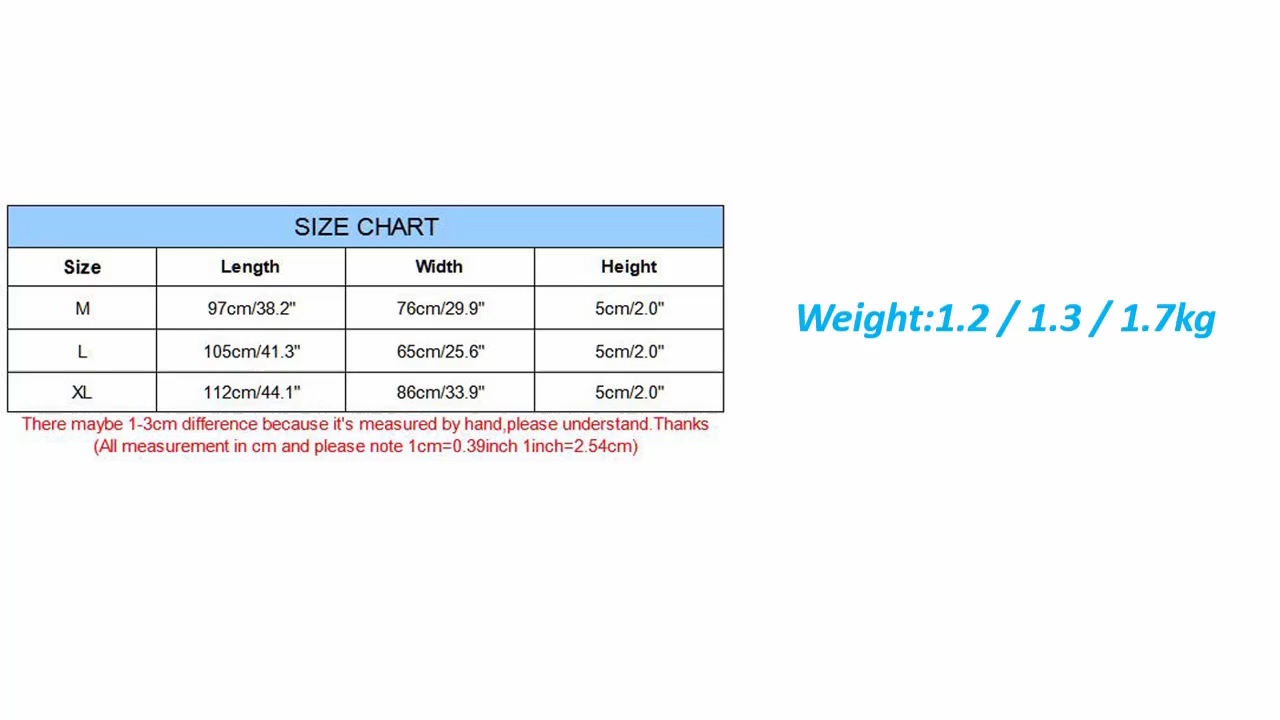 SIZE CHART
Size Length Width Height
M 97cm/38.2" 76cm/29.9" 5cm/2.0"
L 105cm/41.3" 65cm/25.6" 5cm/2.0"
XL 112cm/44.1" 86cm/33.9" 5cm/2.0"
There maybe 1-3cm difference because it's measured by hand,please understand.Thanks
(All measurement in cm and please note 1cm=0.39inch 1inch=2.54cm)
Weight:1.2 / 1.3 / 1.7kg